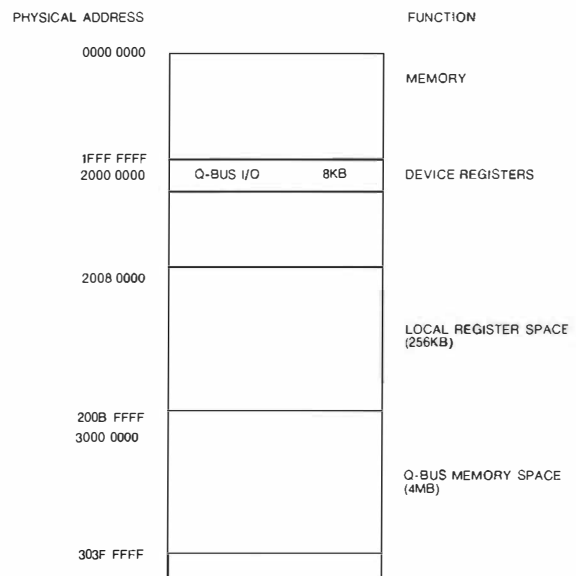 PHYSICAL ADDRESS FUNCTION
0000 0000
MEMORY
1FFF FFFF
2000 0000 Q-BUS I/O 8KB DEVICE REGISTERS
2008 0000
LOCAL REGISTER SPACE
(256KB)
200B FFFF
3000 0000
Q-BUS MEMORY SPACE
(4MB)
303F FFFF